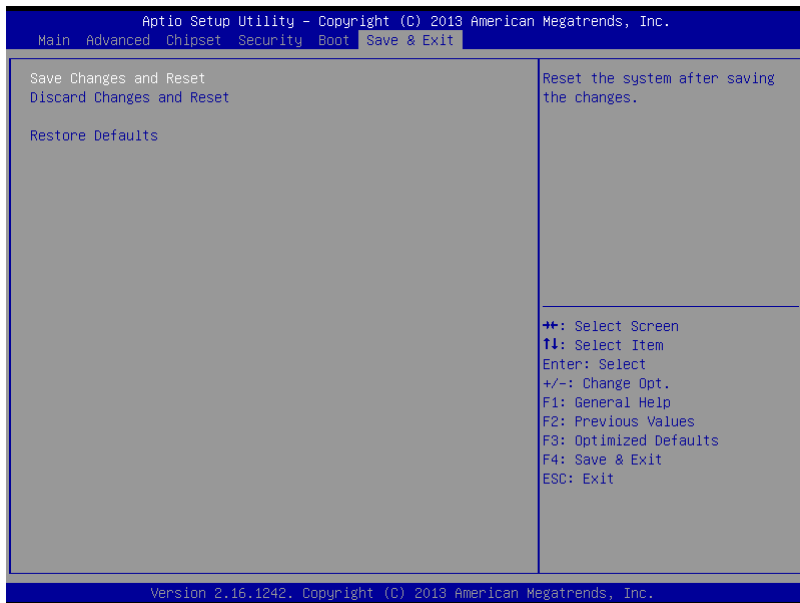 Aptio Setup Utility – Copyright (C) 2013 American Megatrends, Inc.
Main Advanced Chipset Security Boot Save & Exit
Save Changes and Reset
Discard Changes and Reset
Restore Defaults
Reset the system after saving
the changes.
→←: Select Screen
↑↓: Select Item
Enter: Select
+/-: Change Opt.
F1: General Help
F2: Previous Values
F3: Optimized Defaults
F4: Save & Exit
ESC: Exit
Version 2.16.1242. Copyright (C) 2013 American Megatrends, Inc.